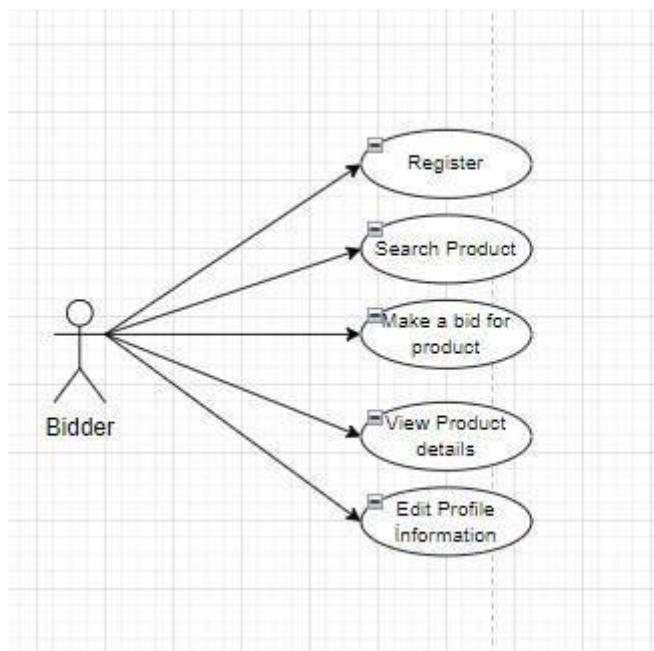 Register
Search Product
Make a bid for
product
Bidder
View Product
details
Edit Profile
İnformation